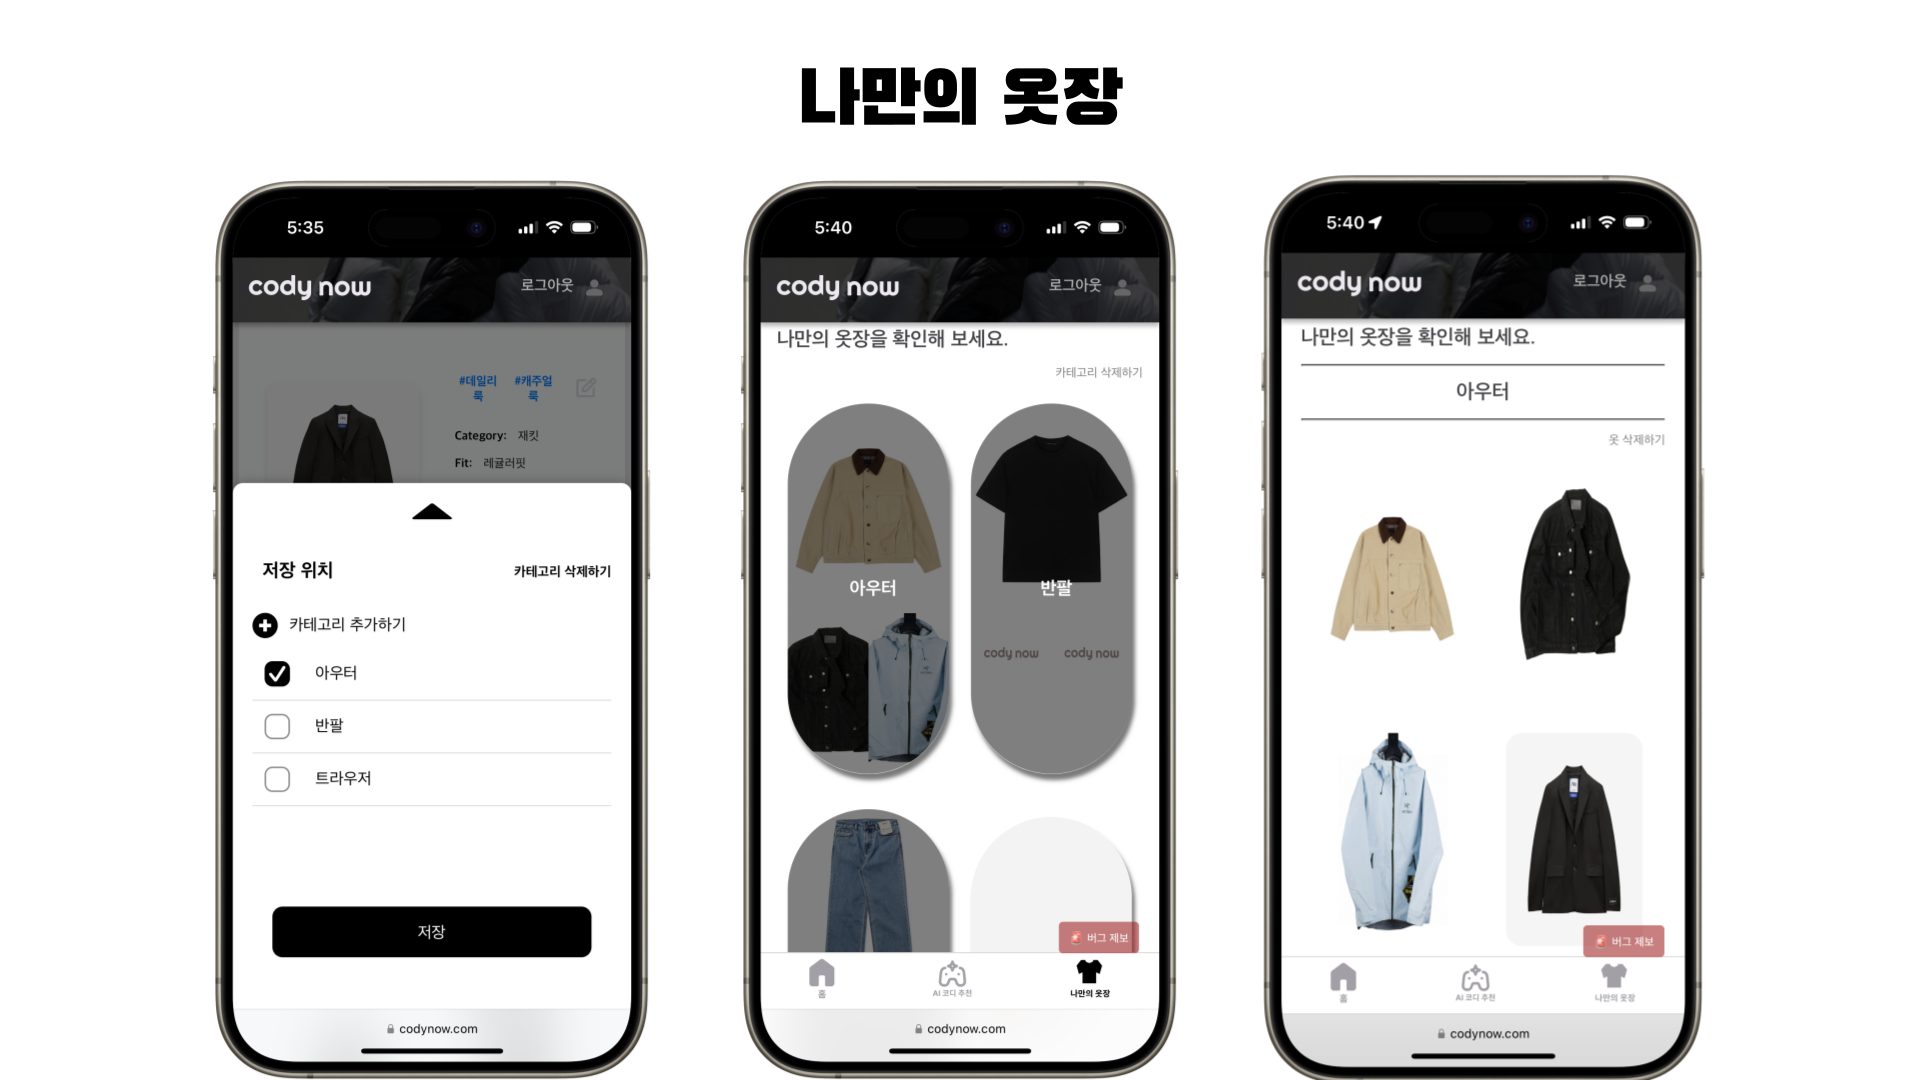 나만의 옷장
5:35
cody now
로그아웃
#데일리
룩
#캐주얼
룩
Category: 재킷
Fit: 레귤러핏
저장 위치
카테고리 삭제하기
카테고리 추가하기
아우터
반팔
트라우저
저장
codynow.com
5:40
cody now
로그아웃
나만의 옷장을 확인해 보세요.
카테고리 삭제하기
아우터
반팔
cody now
cody now
버그 제보
홈
AI 코디 추천
나만의 옷장
codynow.com
5:40
cody now
로그아웃
나만의 옷장을 확인해 보세요.
아우터
옷 삭제하기
버그 제보
홈
AI 코디 추천
나만의 옷장
codynow.com